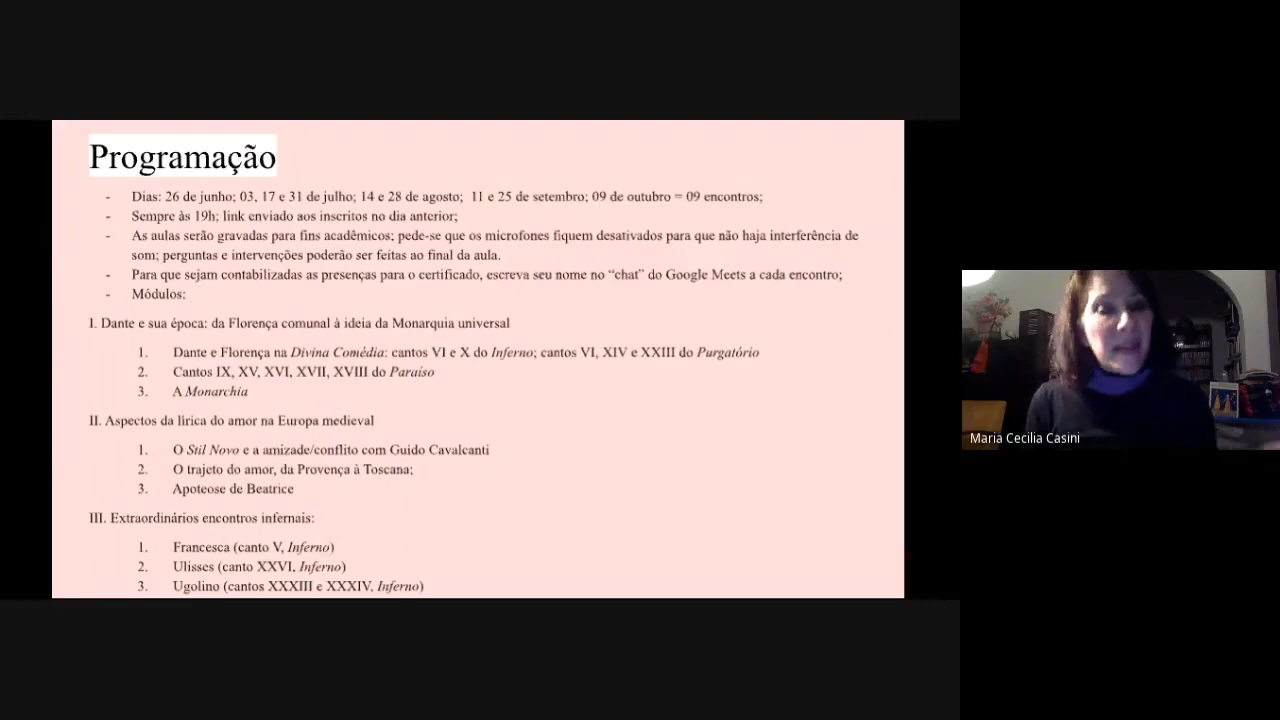 Programação
- Dias: 26 de junho; 03, 17 e 31 de julho; 14 e 28 de agosto; 11 e 25 de setembro; 09 de outubro = 09 encontros;
- Sempre às 19h; link enviado aos inscritos no dia anterior;
- As aulas serão gravadas para fins acadêmicos; pede-se que os microfones fiquem desativados para que não haja interferência de
som; perguntas e intervenções poderão ser feitas ao final da aula.
- Para que sejam contabilizadas as presenças para o certificado, escreva seu nome no “chat” do Google Meets a cada encontro;
- Módulos:
I. Dante e sua época: da Florença comunal à ideia da Monarquia universal
1. Dante e Florença na Divina Comédia: cantos VI e X do Inferno; cantos VI, XIV e XXIII do Purgatório
2. Cantos IX, XV, XVI, XVII, XVIII do Paraíso
3. A Monarchia
II. Aspectos da lírica do amor na Europa medieval
1. O Stil Novo e a amizade/conflito com Guido Cavalcanti
2. O trajeto do amor, da Provença à Toscana;
3. Apoteose de Beatrice
III. Extraordinários encontros infernais:
1. Francesca (canto V, Inferno)
2. Ulisses (canto XXVI, Inferno)
3. Ugolino (cantos XXXIII e XXXIV, Inferno)
Maria Cecilia Casini